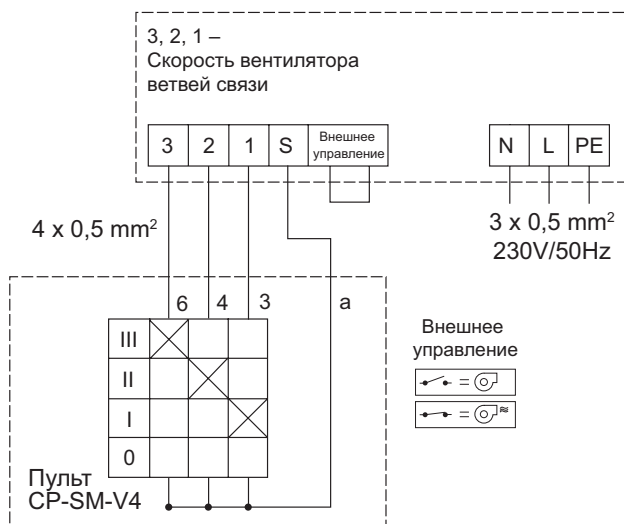 3, 2, 1 –
Скорость вентилятора
ветвей связи
3 2 1 S Внешнее
управление
N L PE
4 x 0,5 mm²
3 x 0,5 mm²
230V/50Hz
6 4 3 a
III
II
I
0
Внешнее
управление
=
= ≈
Пульт
CP-SM-V4